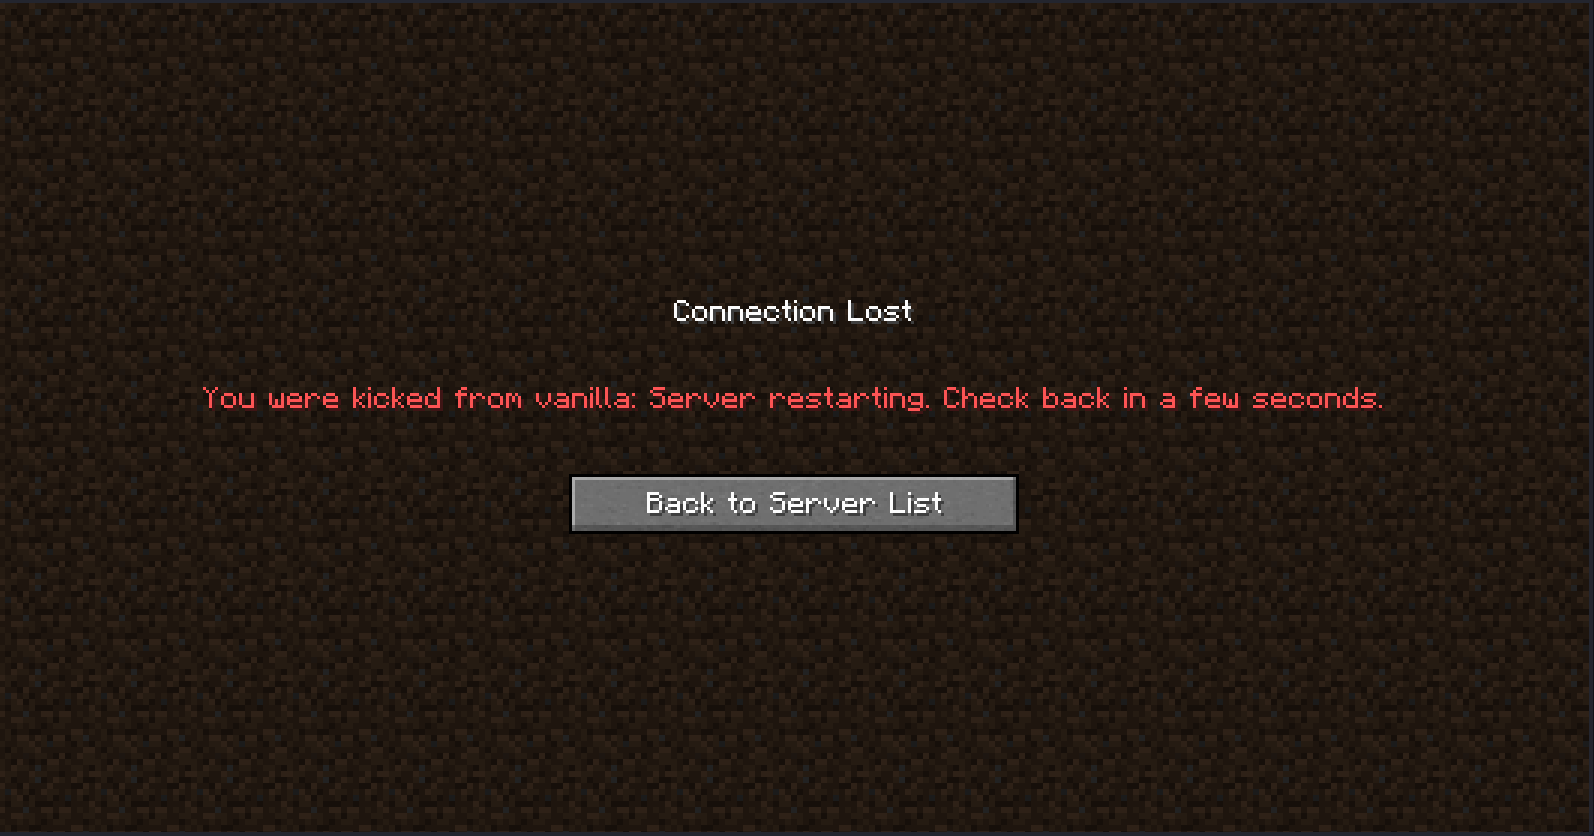 Connection Lost
You were kicked from vanilla: Server restarting. Check back in a few seconds.
Back to Server List